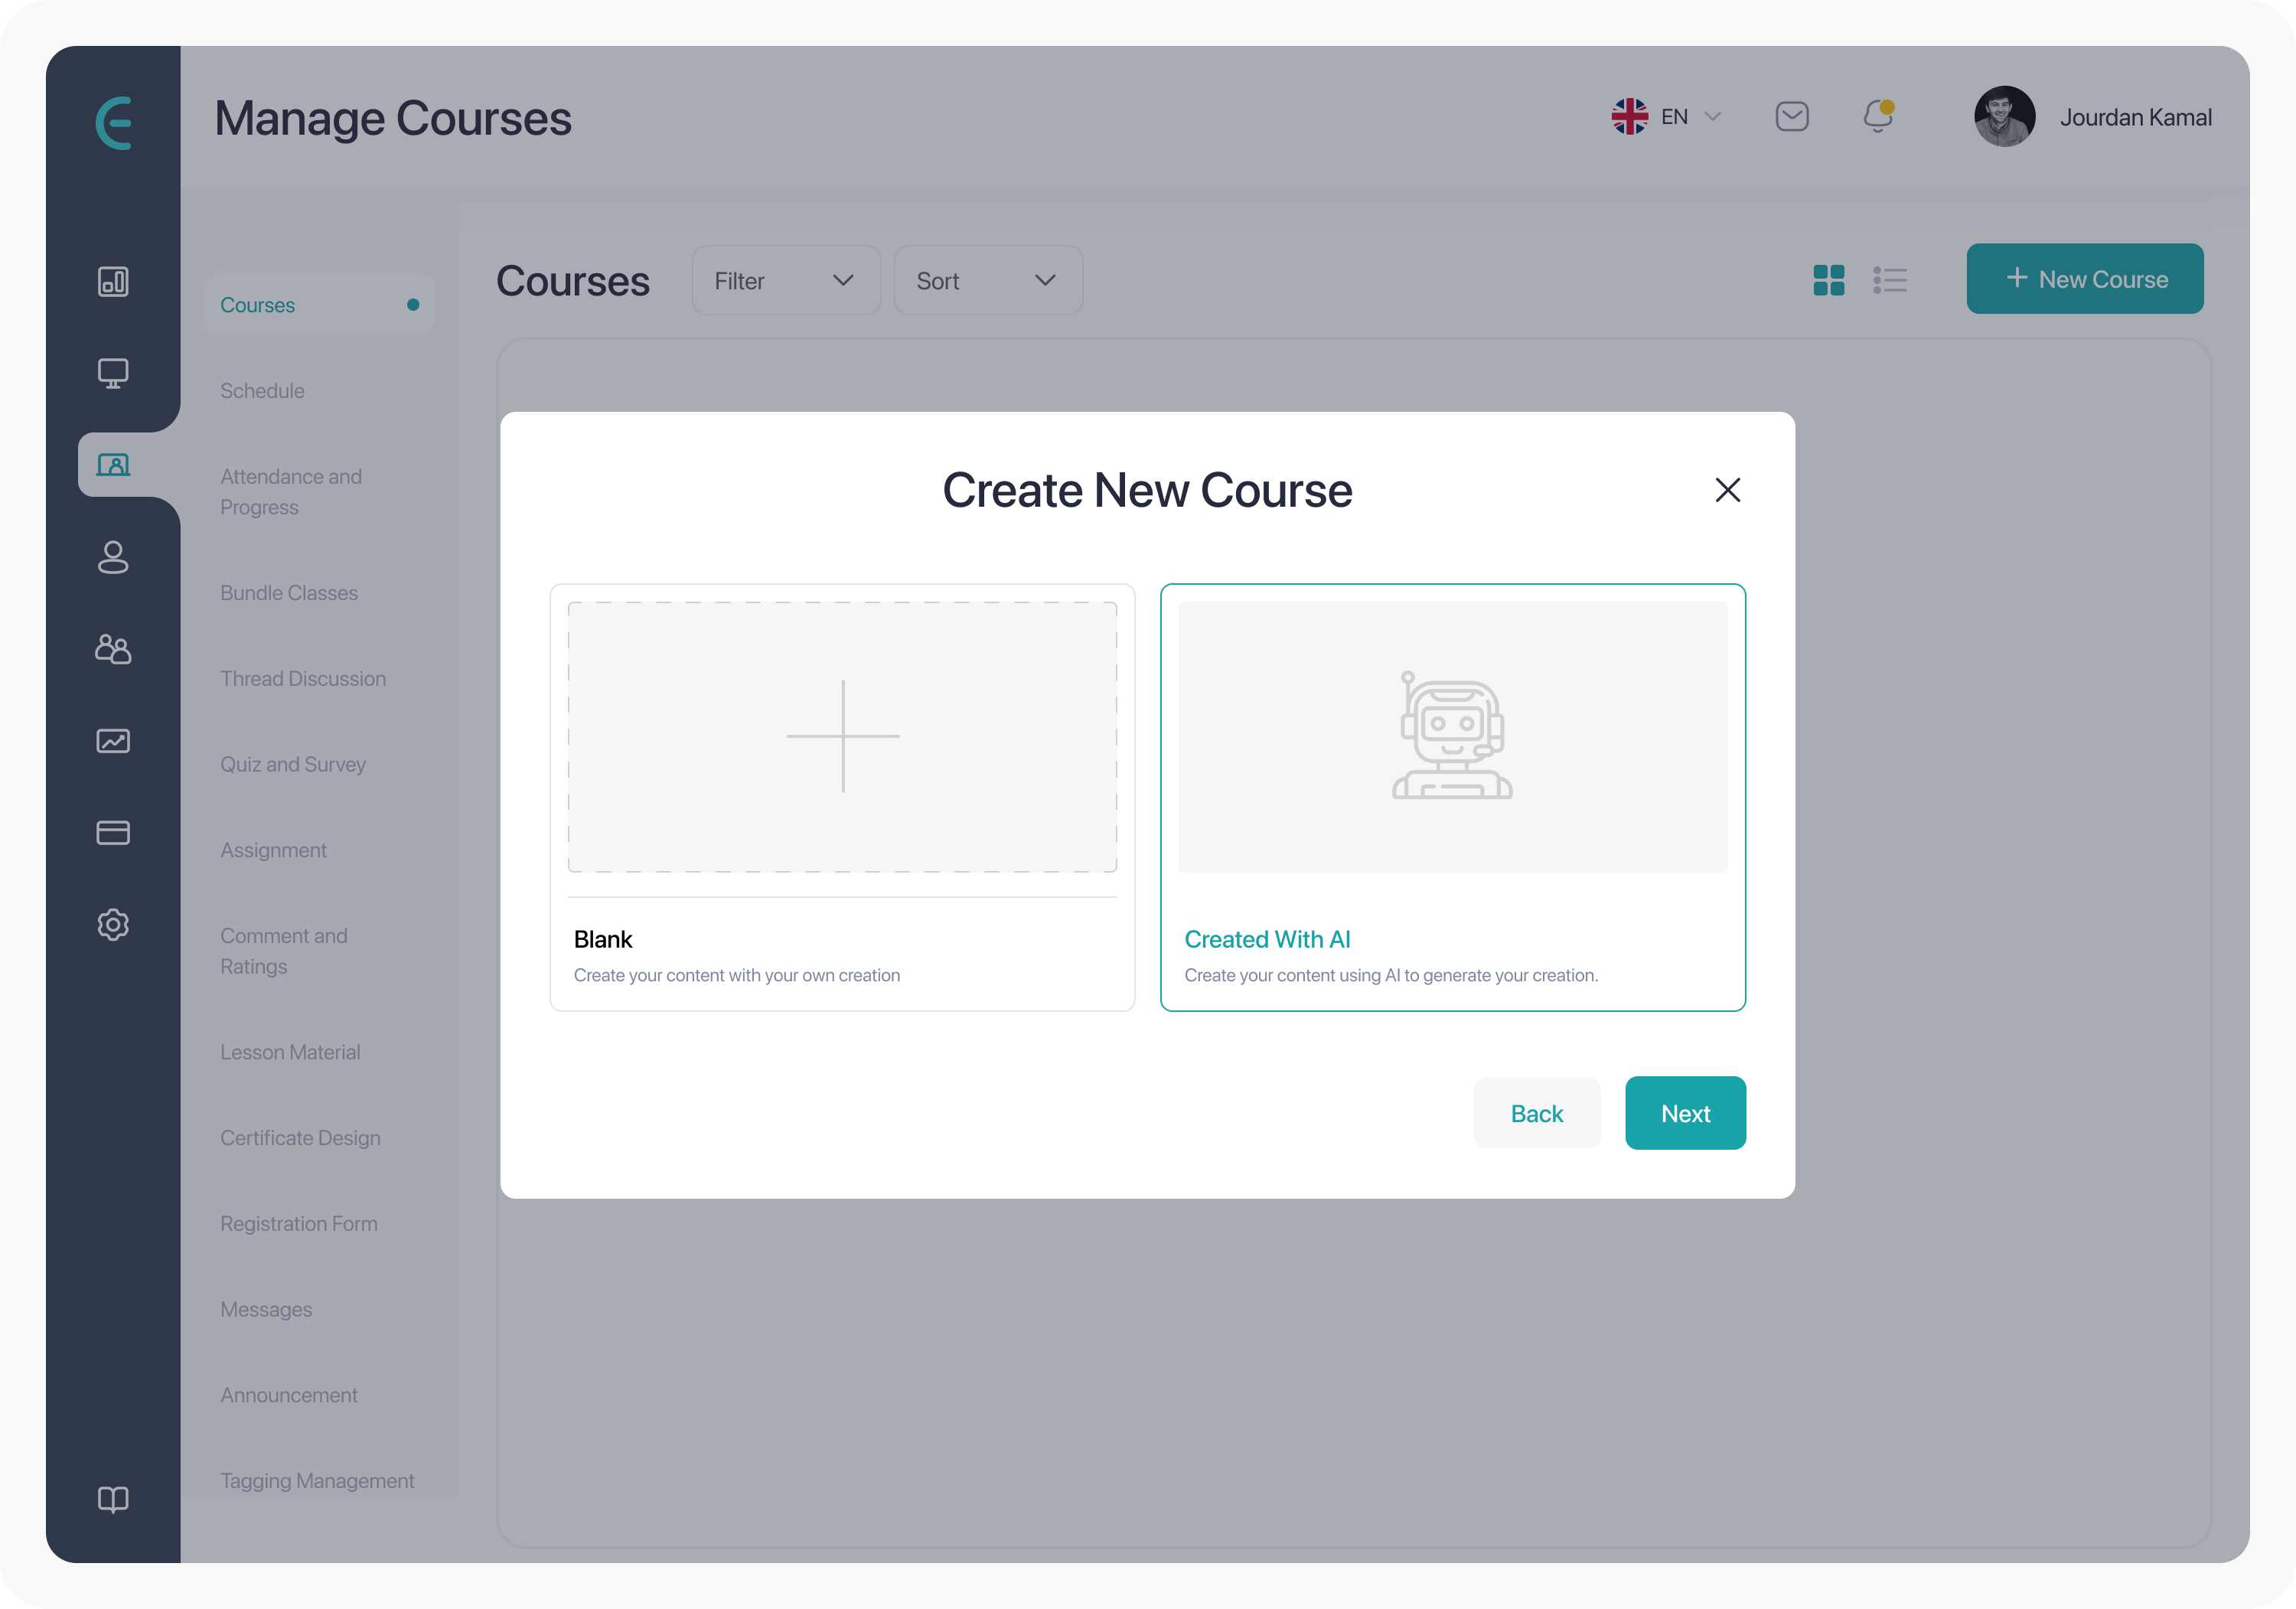 Manage Courses
EN
Jourdan Kamal
Courses
Filter
Sort
+ New Course
Courses
Schedule
Attendance and
Progress
Bundle Classes
Thread Discussion
Quiz and Survey
Assignment
Comment and
Ratings
Lesson Material
Certificate Design
Registration Form
Messages
Announcement
Tagging Management
Create New Course
Blank
Create your content with your own creation
Created With AI
Create your content using AI to generate your creation.
Back
Next